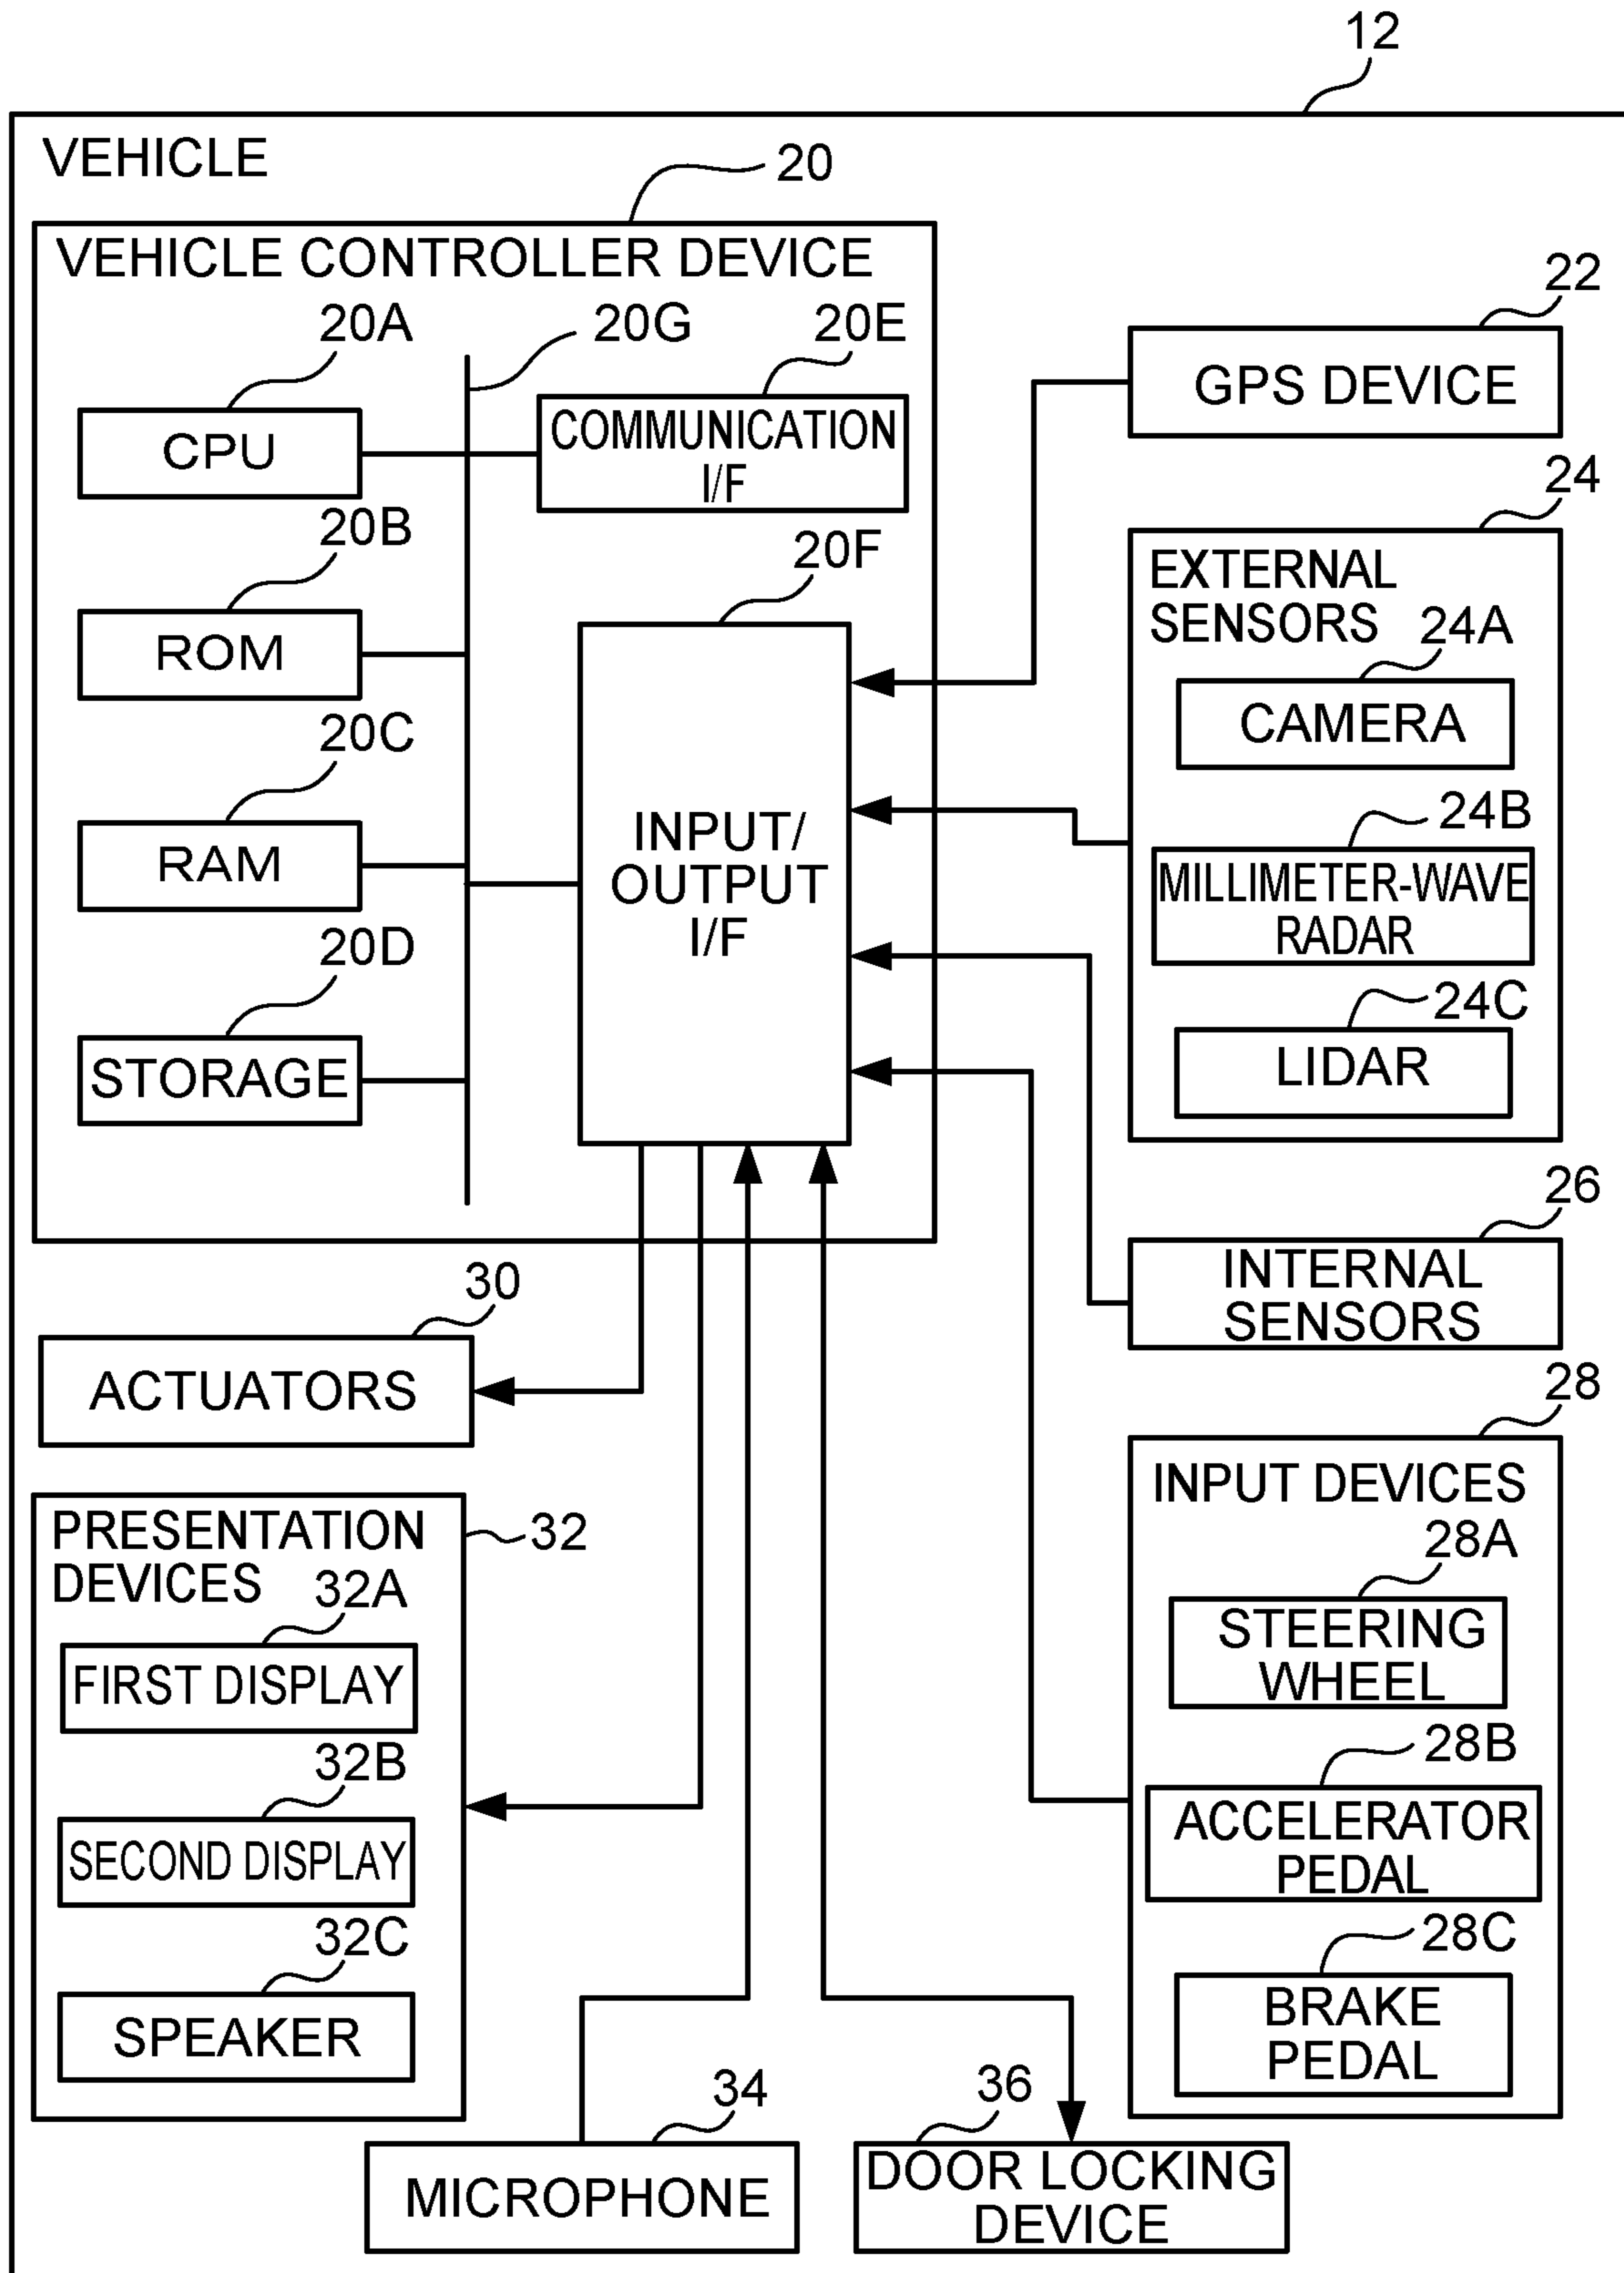 12
VEHICLE
20
VEHICLE CONTROLLER DEVICE
20A
20G
20E
CPU
COMMUNICATION
I/F
20B
ROM
20F
20C
RAM
INPUT/
OUTPUT
I/F
20D
STORAGE
22
GPS DEVICE
24
EXTERNAL
SENSORS
24A
CAMERA
24B
MILLIMETER-WAVE
RADAR
24C
LIDAR
26
INTERNAL
SENSORS
28
INPUT DEVICES
28A
STEERING
WHEEL
28B
ACCELERATOR
PEDAL
28C
BRAKE
PEDAL
30
ACTUATORS
PRESENTATION
DEVICES
32
32A
FIRST DISPLAY
32B
SECOND DISPLAY
32C
SPEAKER
34
MICROPHONE
36
DOOR LOCKING
DEVICE